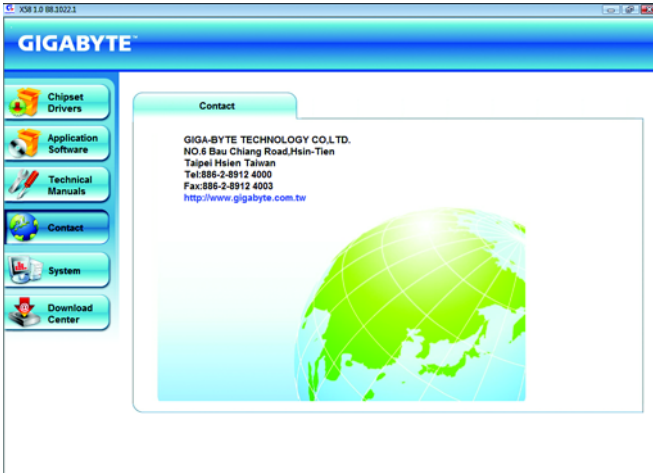 X58 1.0 B8.1022.1
GIGABYTE™
Chipset
Drivers
Application
Software
Technical
Manuals
Contact
System
Download
Center
Contact
GIGA-BYTE TECHNOLOGY CO,LTD.
NO.6 Bau Chiang Road,Hsin-Tien
Taipei Hsien Taiwan
Tel:886-2-8912 4000
Fax:886-2-8912 4003
http://www.gigabyte.com.tw